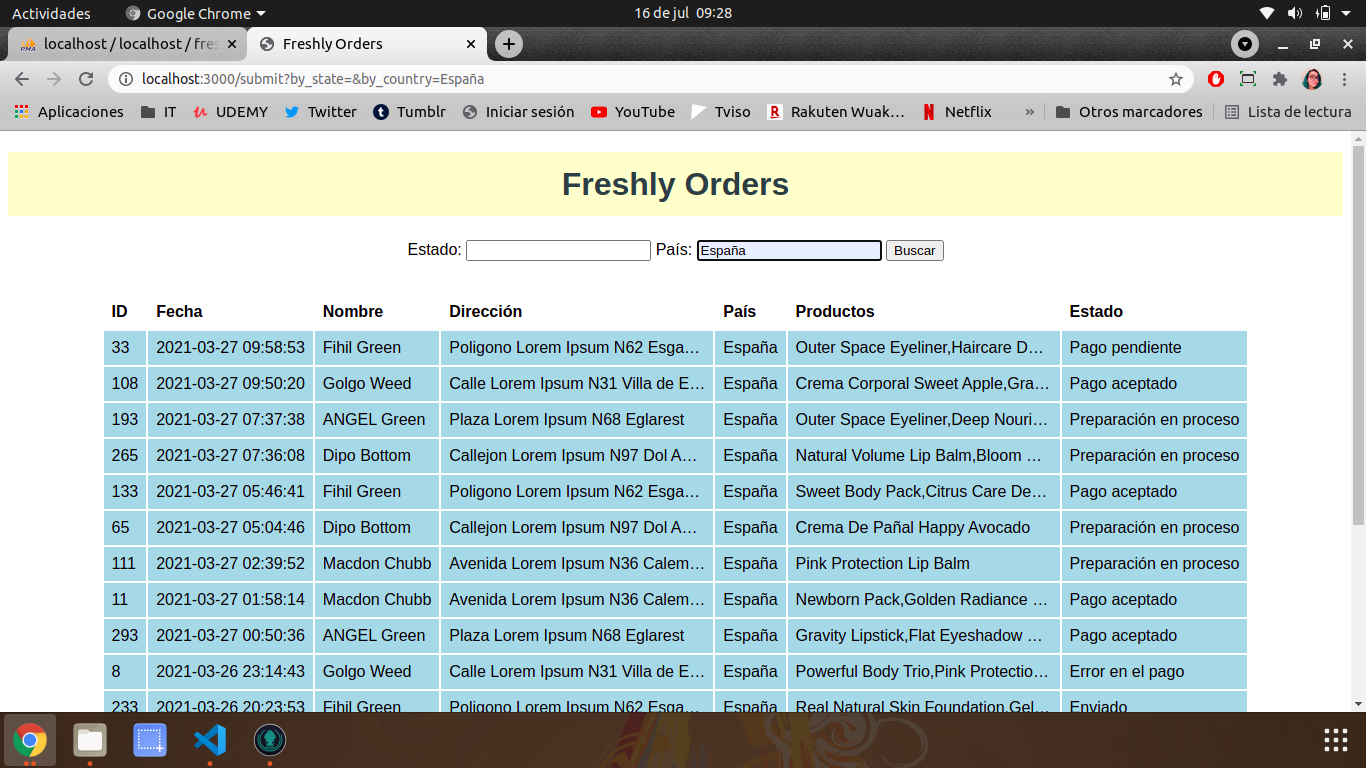 Actividades Google Chrome 16 de jul 09:28
localhost / localhost / fres Freshly Orders
localhost:3000/submit?by_state=&by_country=España
Aplicaciones IT UDEMY Twitter Tumblr Iniciar sesión YouTube Tviso Rakuten Wuak… Netflix » Otros marcadores Lista de lectura
Freshly Orders
Estado: País: España Buscar
ID Fecha Nombre Dirección País Productos Estado
33 2021-03-27 09:58:53 Fihil Green Poligono Lorem Ipsum N62 Esga… España Outer Space Eyeliner,Haircare D… Pago pendiente
108 2021-03-27 09:50:20 Golgo Weed Calle Lorem Ipsum N31 Villa de E… España Crema Corporal Sweet Apple,Gra… Pago aceptado
193 2021-03-27 07:37:38 ANGEL Green Plaza Lorem Ipsum N68 Eglarest España Outer Space Eyeliner,Deep Nouri… Preparación en proceso
265 2021-03-27 07:36:08 Dipo Bottom Callejon Lorem Ipsum N97 Dol A… España Natural Volume Lip Balm,Bloom … Preparación en proceso
133 2021-03-27 05:46:41 Fihil Green Poligono Lorem Ipsum N62 Esga… España Sweet Body Pack,Citrus Care De… Pago aceptado
65 2021-03-27 05:04:46 Dipo Bottom Callejon Lorem Ipsum N97 Dol A… España Crema De Pañal Happy Avocado Preparación en proceso
111 2021-03-27 02:39:52 Macdon Chubb Avenida Lorem Ipsum N36 Calem… España Pink Protection Lip Balm Preparación en proceso
11 2021-03-27 01:58:14 Macdon Chubb Avenida Lorem Ipsum N36 Calem… España Newborn Pack,Golden Radiance … Pago aceptado
293 2021-03-27 00:50:36 ANGEL Green Plaza Lorem Ipsum N68 Eglarest España Gravity Lipstick,Flat Eyeshadow … Pago aceptado
8 2021-03-26 23:14:43 Golgo Weed Calle Lorem Ipsum N31 Villa de E… España Powerful Body Trio,Pink Protectio… Error en el pago
233 2021-03-26 20:23:53 Fihil Green Poligono Lorem Ipsum N62 Esga… España Real Natural Skin Foundation,Gel… Enviado